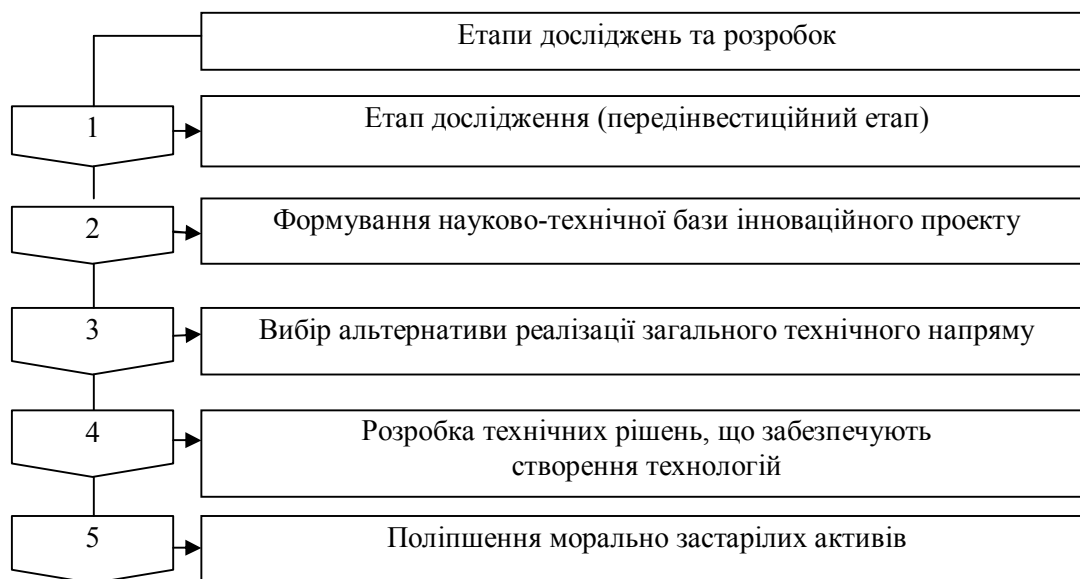 Етапи досліджень та розробок
1
Етап дослідження (передінвестиційний етап)
2
Формування науково-технічної бази інноваційного проекту
3
Вибір альтернативи реалізації загального технічного напряму
4
Розробка технічних рішень, що забезпечують
створення технологій
5
Поліпшення морально застарілих активів